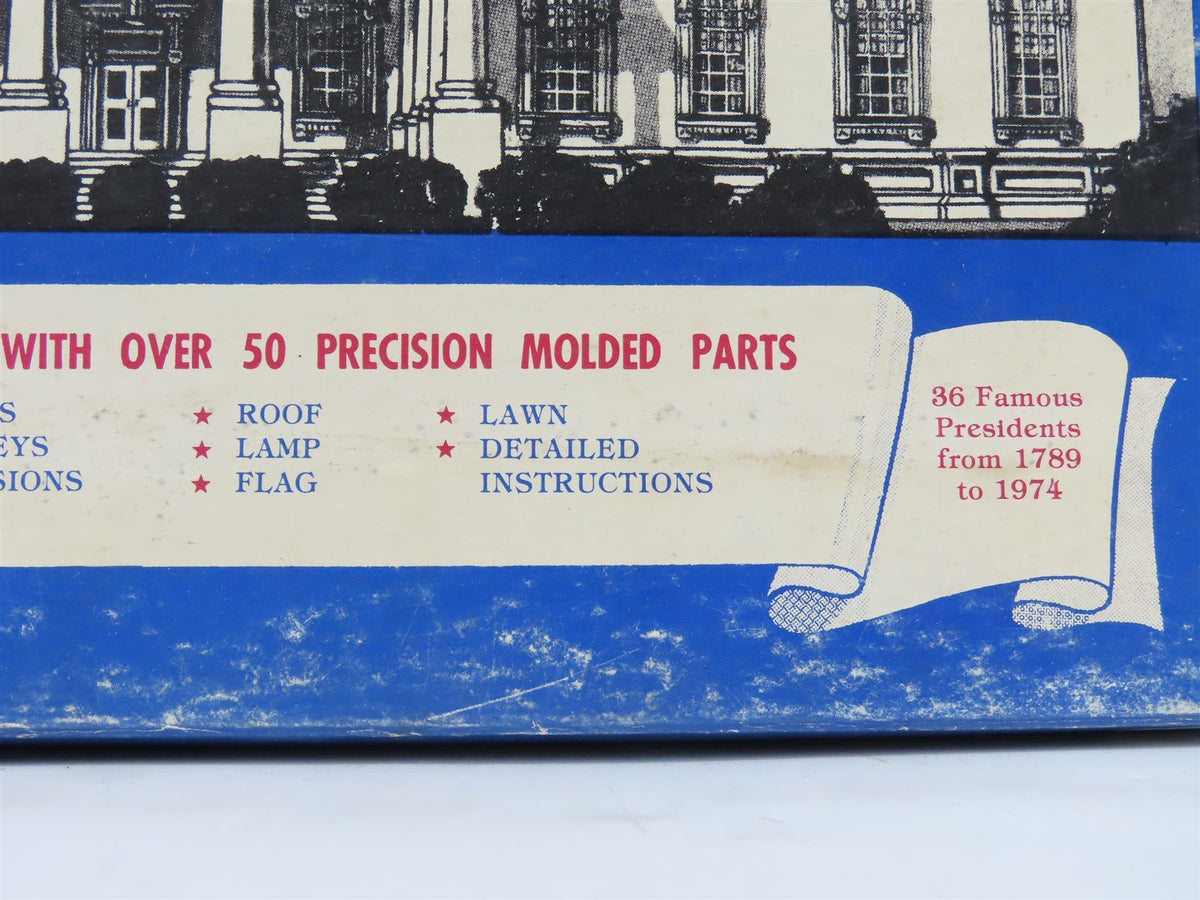 WITH OVER 50 PRECISION MOLDED PARTS
S
★ ROOF
★ LAWN
EYS
★ LAMP
★ DETAILED
SIONS
★ FLAG
INSTRUCTIONS
36 Famous
Presidents
from 1789
to 1974